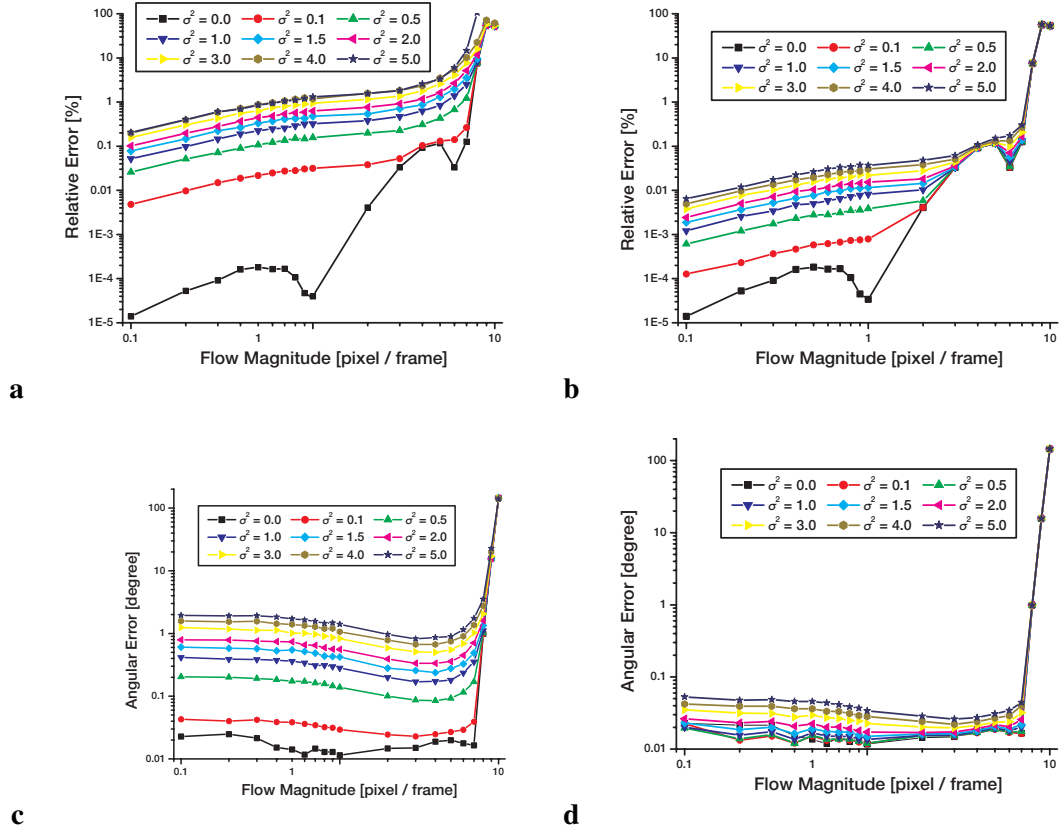 100
10
1
0.1
0.01
1E-3
1E-4
1E-5
Relative Error [%]
σ² = 0.0 σ² = 0.1 σ² = 0.5
σ² = 1.0 σ² = 1.5 σ² = 2.0
σ² = 3.0 σ² = 4.0 σ² = 5.0
0.1 1 10
Flow Magnitude [pixel / frame]
a
100
10
1
0.1
0.01
1E-3
1E-4
1E-5
Relative Error [%]
σ² = 0.0 σ² = 0.1 σ² = 0.5
σ² = 1.0 σ² = 1.5 σ² = 2.0
σ² = 3.0 σ² = 4.0 σ² = 5.0
0.1 1 10
Flow Magnitude [pixel / frame]
b
100
10
1
0.1
0.01
Angular Error [degree]
σ² = 0.0 σ² = 0.1 σ² = 0.5
σ² = 1.0 σ² = 1.5 σ² = 2.0
σ² = 3.0 σ² = 4.0 σ² = 5.0
0.1 1 10
Flow Magnitude [pixel / frame]
c
100
10
1
0.1
0.01
Angular Error [degree]
σ² = 0.0 σ² = 0.1 σ² = 0.5
σ² = 1.0 σ² = 1.5 σ² = 2.0
σ² = 3.0 σ² = 4.0 σ² = 5.0
0.1 1 10
Flow Magnitude [pixel / frame]
d